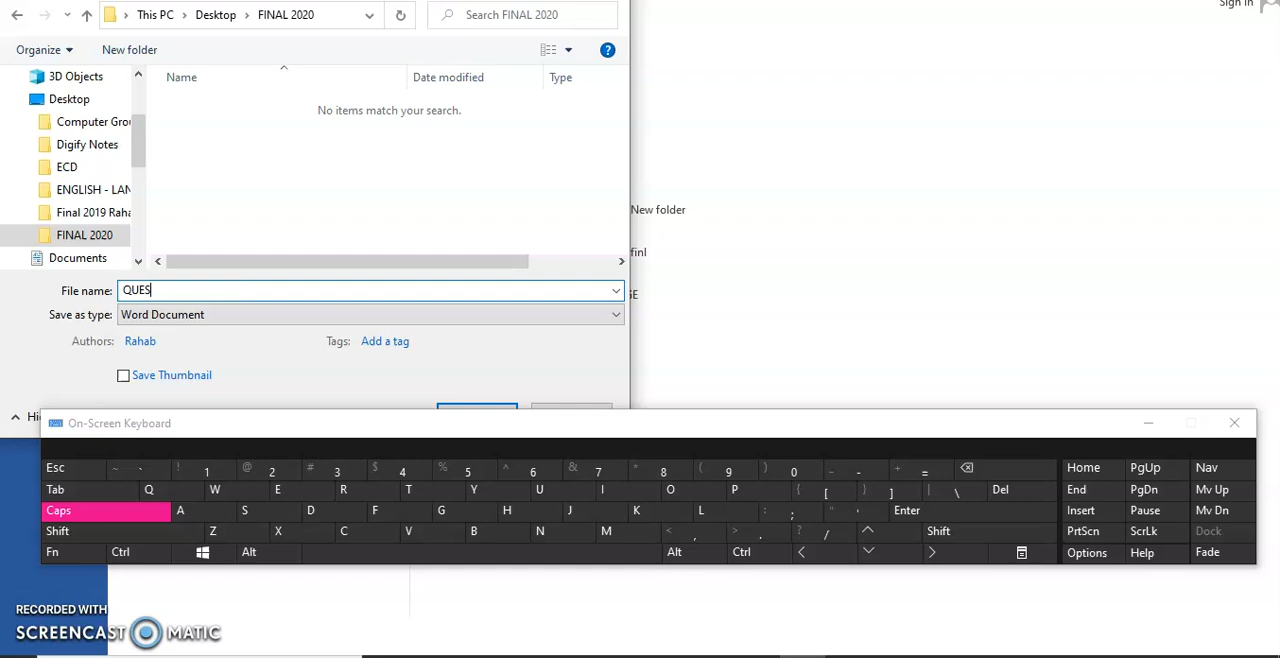 Sign in
This PC > Desktop > FINAL 2020
Search FINAL 2020
Organize
New folder
?
Name Date modified Type
No items match your search.
3D Objects
Desktop
Computer Grou
Digify Notes
ECD
ENGLISH - LAN
Final 2019 Raha
FINAL 2020
Documents
New folder
finl
GE
File name: QUES
Save as type: Word Document
Authors: Rahab Tags: Add a tag
Save Thumbnail
Hi
On-Screen Keyboard
Esc ~ ` ! 1 @ 2 # 3 $ 4 % 5 ^ 6 & 7 * 8 ( 9 ) 0 _ - + = Home PgUp Nav
Tab Q W E R T Y U I O P { [ } ] | \ Del End PgDn Mv Up
Caps A S D F G H J K L : ; " ' Enter Insert Pause Mv Dn
Shift Z X C V B N M < , > . ? / Shift PrtScn ScrLk Dock
Fn Ctrl Alt Alt Ctrl Options Help Fade
RECORDED WITH
SCREENCAST MATIC